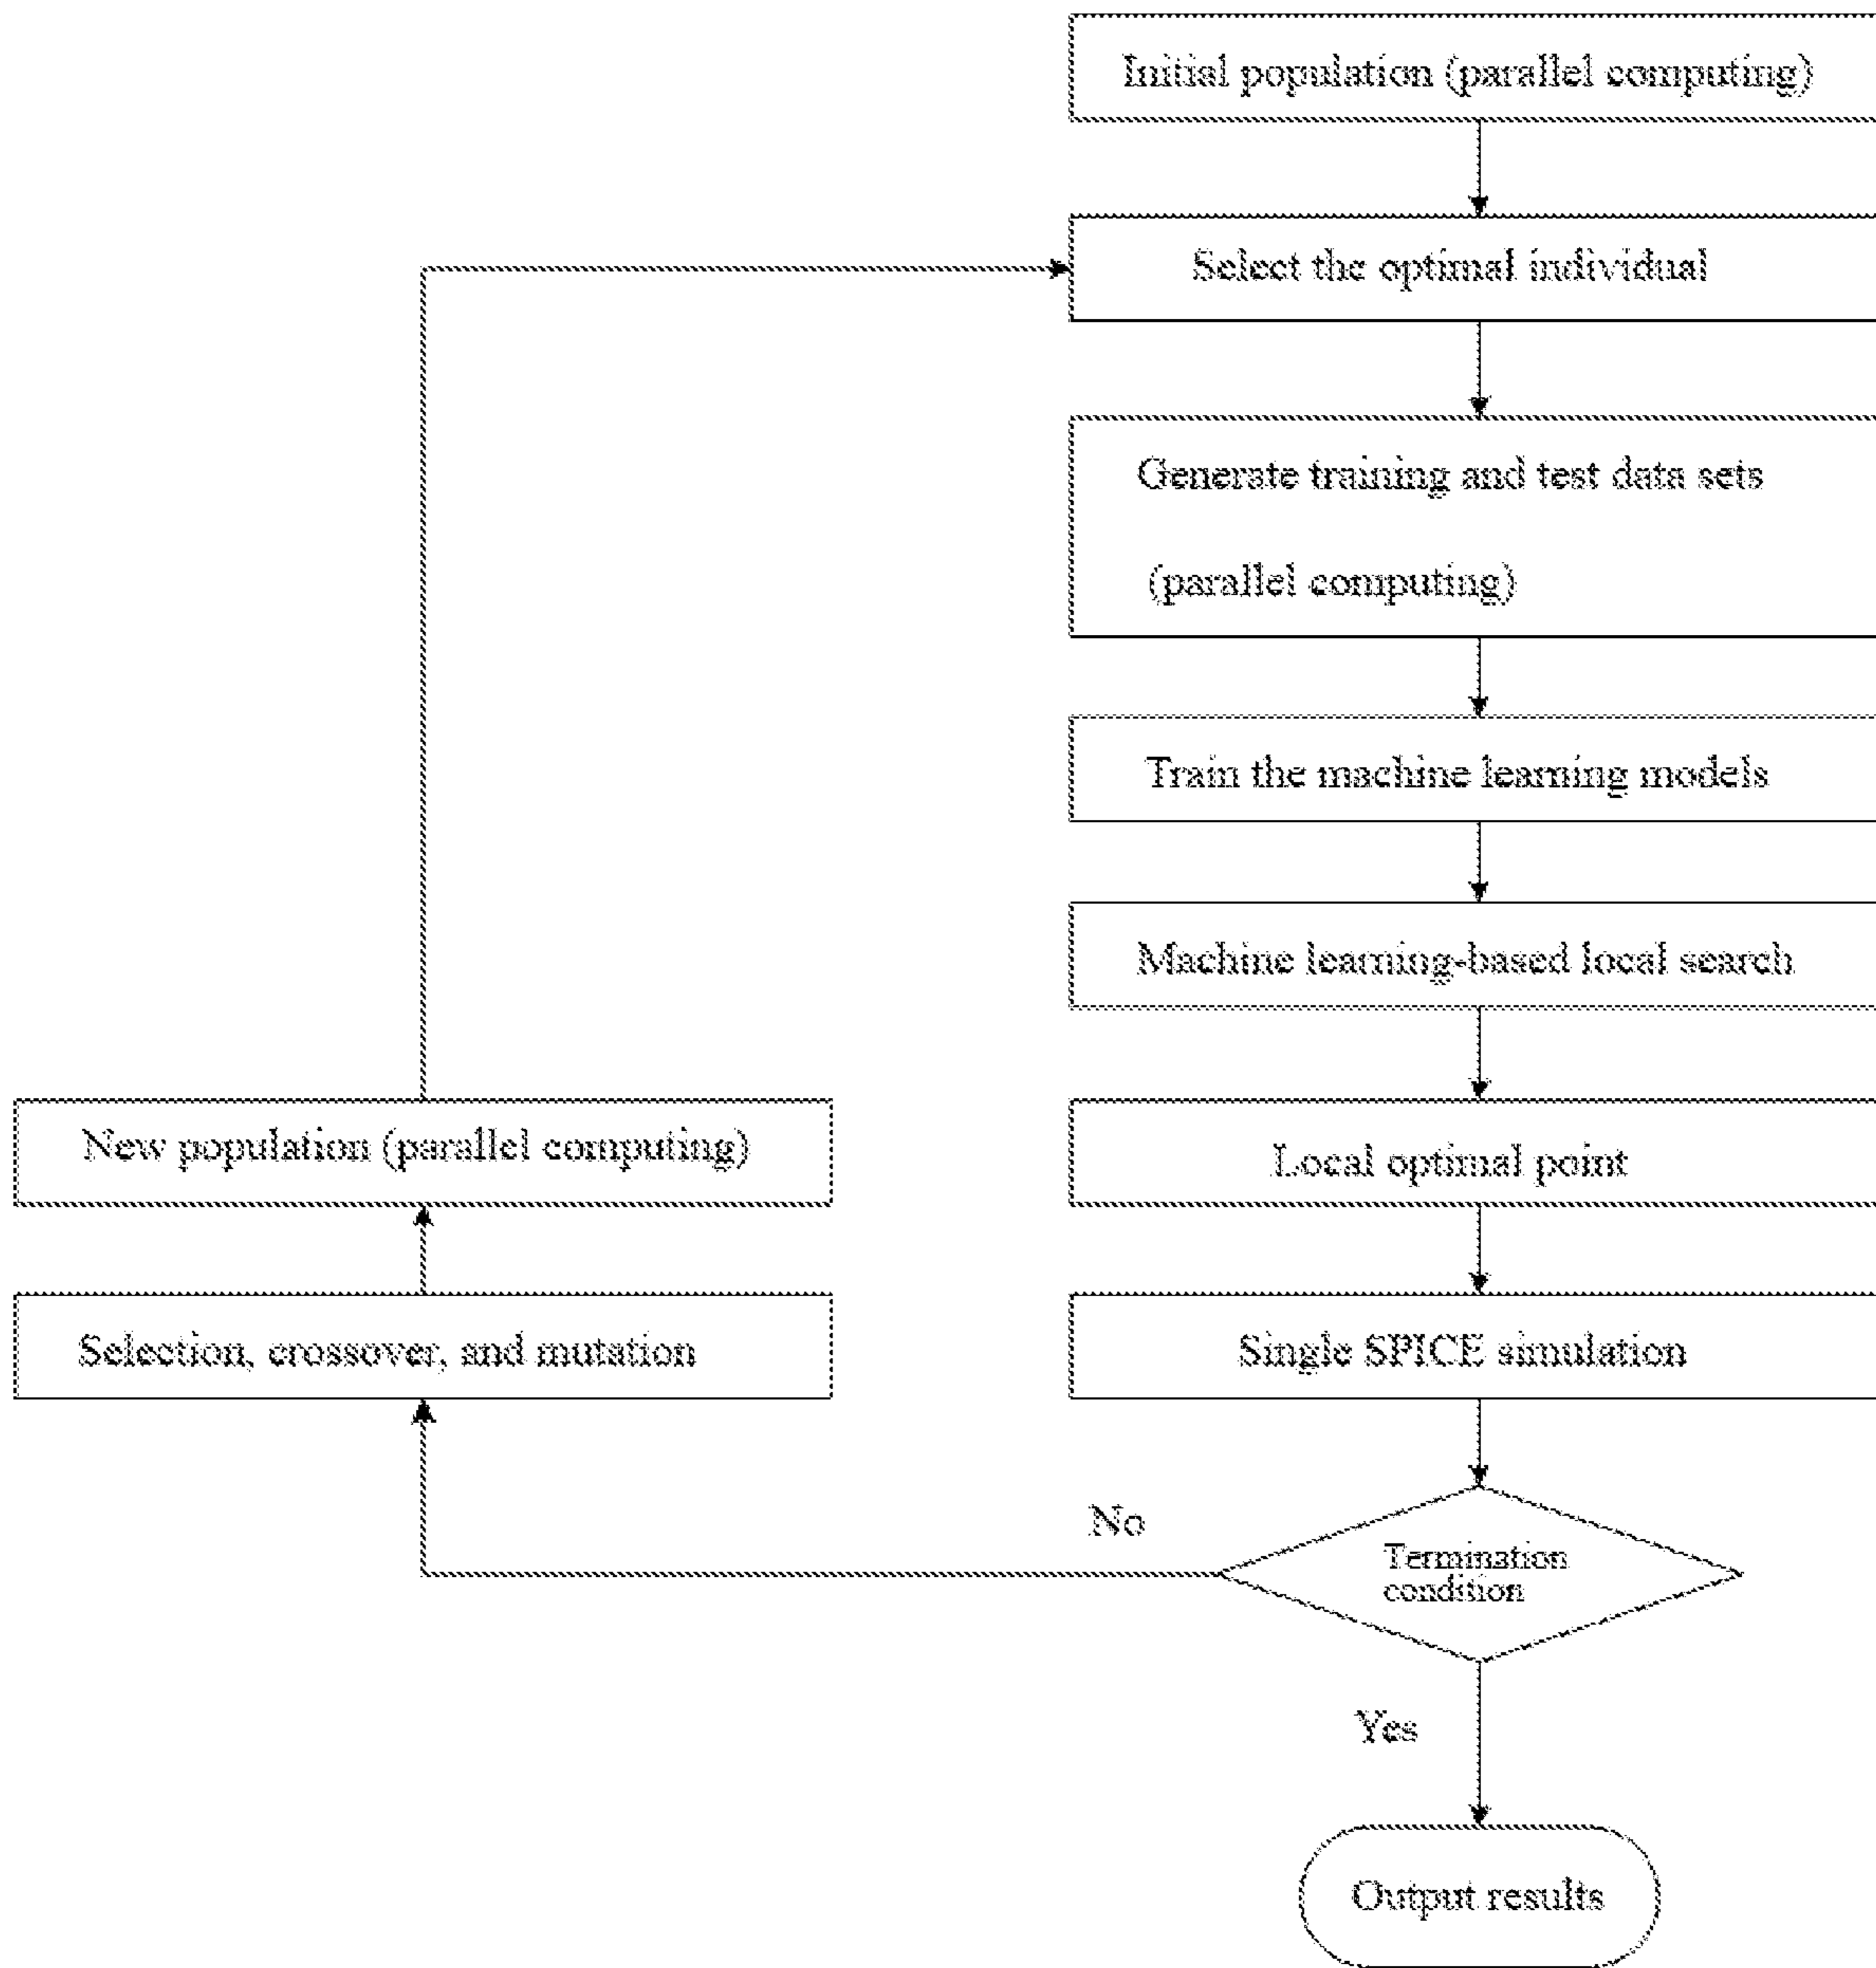 Initial population (parallel computing)
Select the optimal individual
Generate training and test data sets
(parallel computing)
Train the machine learning models
Machine learning-based local search
Local optimal point
Single SPICE simulation
Termination
condition
No
Selection, crossover, and mutation
New population (parallel computing)
Yes
Output results